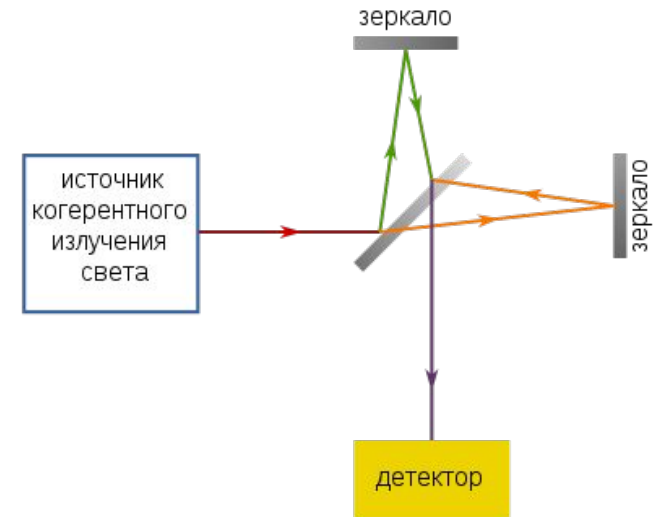 зеркало
источник
когерентного
излучения
света
зеркало
детектор